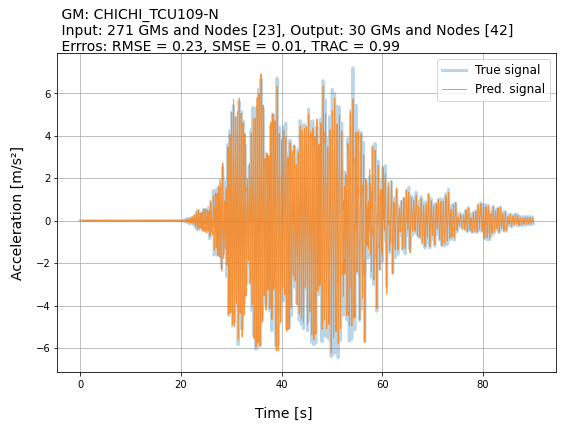 GM: CHICHI_TCU109-N
Input: 271 GMs and Nodes [23], Output: 30 GMs and Nodes [42]
Errros: RMSE = 0.23, SMSE = 0.01, TRAC = 0.99
True signal
Pred. signal
Acceleration [m/s²]
6
4
2
0
−2
−4
−6
0 20 40 60 80
Time [s]